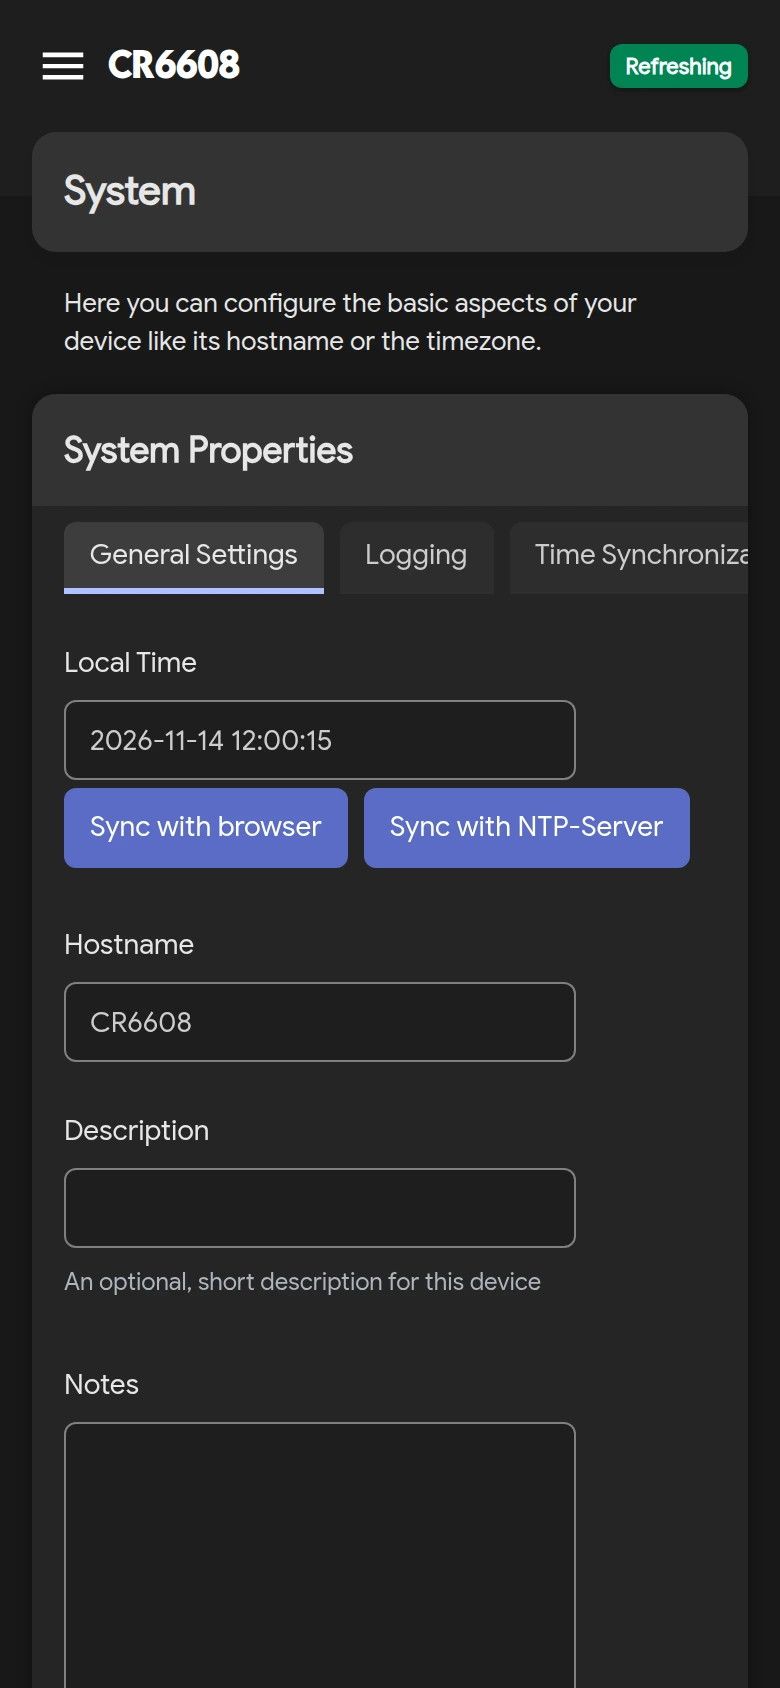 CR6608
Refreshing
System
Here you can configure the basic aspects of your
device like its hostname or the timezone.
System Properties
General Settings
Logging
Time Synchroniza
Local Time
2026-11-14 12:00:15
Sync with browser
Sync with NTP-Server
Hostname
CR6608
Description
An optional, short description for this device
Notes